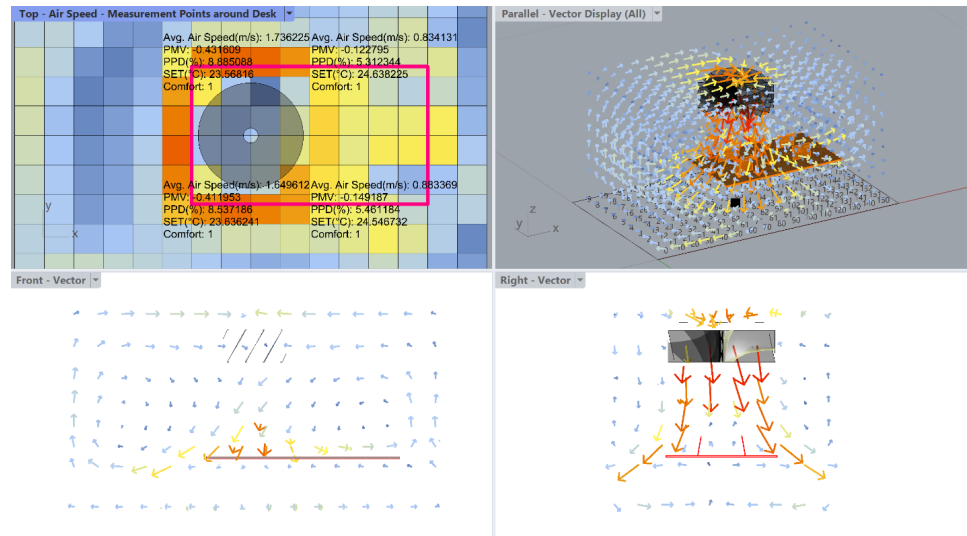 Top - Air Speed - Measurement Points around Desk
Parallel - Vector Display (All)
Avg. Air Speed(m/s): 1.736225
PMV: -0.431609
PPD(%): 8.885088
SET(°C): 23.56816
Comfort: 1
Avg. Air Speed(m/s): 0.834131
PMV: -0.122795
PPD(%): 5.312344
SET(°C): 24.638225
Comfort: 1
Avg. Air Speed(m/s): 1.649612
PMV: -0.411953
PPD(%): 8.537186
SET(°C): 23.636241
Comfort: 1
Avg. Air Speed(m/s): 0.883369
PMV: -0.149187
PPD(%): 5.461184
SET(°C): 24.546732
Comfort: 1
y
x
z
y
x
Front - Vector
Right - Vector